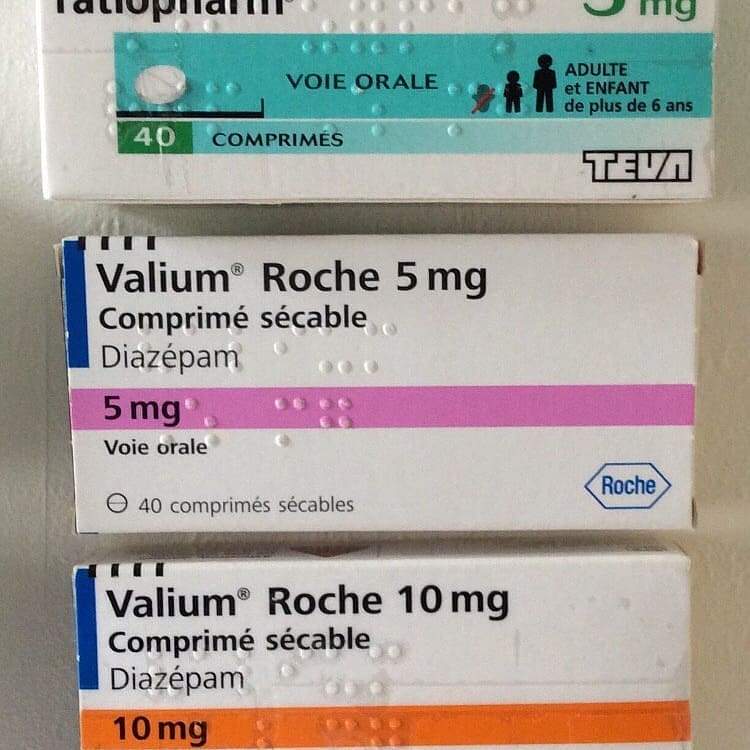 ratiopharm®
5 mg
VOIE ORALE
ADULTE
et ENFANT
de plus de 6 ans
40 COMPRIMÉS
TEVA
Valium® Roche 5 mg
Comprimé sécable
Diazépam
5 mg
Voie orale
40 comprimés sécables
Roche
Valium® Roche 10 mg
Comprimé sécable
Diazépam
10 mg